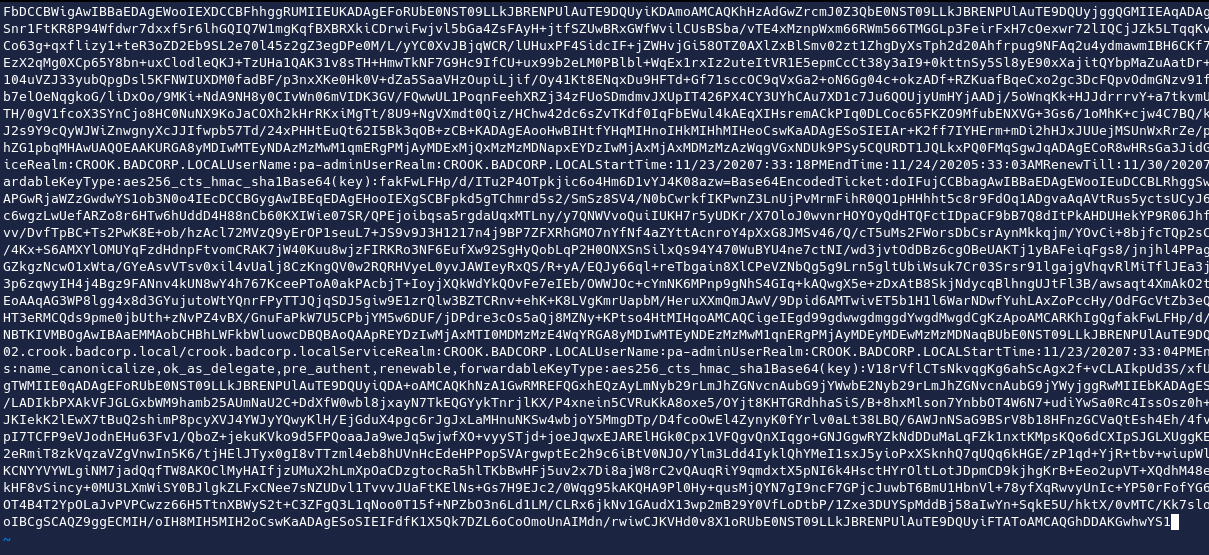 FbDCCBWigAwIBBaEDAgEWooIEXDCCBFhhggRUMIIEUKADAgEFoRUbE0NST09LLkJBRENPUlAuTE9DQUyiKDAmoAMCAQKhHzAdGwZrcmJ0Z3QbE0NST09LLkJBRENPUlAuTE9DQUyjggQGMIIEAqADAg
Snr1FtKR8P94Wfdwr7dxxf5r6lhGQIQ7W1mgKqfBXBRXkiCDrwiFwjvl5bGa4ZsFAyH+jtfSZUwBRxGWfWvilCUsBSba/vTE4xMznpWxm66RWm566TMGGLp3FeirFxH7cOexwr72lIQCjJZk5LTqqKv
Co63g+qxflizy1+teR3oZD2Eb9SL2e70l45z2gZ3egDPe0M/L/yYC0XvJBjqWCR/lUHuxPF4SidcIF+jZWHvjGi58OTZ0AXlZxBlSmv02zt1ZhgDyXsTph2d20Ahfrpug9NFAq2u4ydmawmIBH6CKf7
EzX2qMg0XCp65Y8bn+uxClodleQKJ+TzUHa1QAK31v8sTH+HmwTkNF7G9Hc9IfCU+ux99b2eLM0PBlbl+WqEx1rxIz2uteItVR1E5epmCcCt38y3aI9+0kttnSy5Sl8yE90xXajitQYbpMaZuAatDr+
104uVZJ33yubQpgDsl5KFNWIUXDM0fadBF/p3nxXKe0Hk0V+dZa5SaaVHzOupiLjif/Oy41Kt8ENqxDu9HFTd+Gf71sccOC9qVxGa2+oN6Gg04c+okzADf+RZKuafBqeCxo2gc3DcFQpvOdmGNzv91f
b7elOeNqgkoG/liDxOo/9MKi+NdA9NH8y0CIvWn06mVIDK3GV/FQwwUL1PoqnFeehXRZj34zFUoSDmdmvJXUpIT426PX4CY3UYhCAu7XD1c7Ju6QOUjyUmHYjAADj/5oWnqKk+HJJdrrrvY+a7tkvmU
TH/0gV1fcoX3SYnCjo8HC0NuNX9KoJaCOXh2kHrRKxiMgTt/8U9+NgVXmdt0Qiz/HChw42dc6sZvTKdf0IqFbEWul4kAEqXIHsremACkPIq0DLCoc65FKZO9MfubENXVG+3Gs6/1oMhK+cjw4C7BQ/k
J2s9Y9cQyWJWiZnwgnyXcJJIfwpb57Td/24xPHHtEuQt62I5Bk3qOB+zCB+KADAgEAooHwBIHtfYHqMIHnoIHkMIHhMIHeoCswKaADAgESoSIEIAr+K2ff7IYHErm+mDi2hHJxJUUejMSUnWxRrZe/p
hZG1pbqMHAwUAQOEAAKURGA8yMDIwMTEyNDAzMzMwM1qmERgPMjAyMDExMjQxMzMzMDNapxEYDzIwMjAxMjAxMDMzMzAzWqgVGxNDUk9PSy5CQURDT1JQLkxPQ0FMqSgwJqADAgECoR8wHRsGa3JidG
iceRealm:CROOK.BADCORP.LOCALUserName:pa-adminUserRealm:CROOK.BADCORP.LOCALStartTime:11/23/20207:33:18PMEndTime:11/24/20205:33:03AMRenewTill:11/30/20207
ardableKeyType:aes256_cts_hmac_sha1Base64(key):fakFwLFHp/d/ITu2P4OTpkjic6o4Hm6D1vYJ4K08azw=Base64EncodedTicket:doIFujCCBbagAwIBBaEDAgEWooIEuDCCBLRhggSw
APGwRjaWZzGwdwYS1ob3N0o4IEcDCCBGygAwIBEqEDAgEHooIEXgSCBFpkd5gTChmrd5s2/SmSz8SV4/N0bCwrkfIKPwnZ3LnUjPvMrmFihR0QO1pHHhht5c8r9FdOq1ADgvaAqAVtRus5yctsUCyJ6
c6wgzLwUefARZo8r6HTw6hUddD4H88nCb60KXIWie07SR/QPEjoibqsa5rgdaUqxMTLny/y7QNWVvoQuiIUKH7r5yUDKr/X7OloJ0wvnrHOYOyQdHTQFctIDpaCF9bB7Q8dItPkAHDUHekYP9R06Jhf
vv/DvfTpBC+Ts2PwK8E+ob/hzAcl72MVzQ9yErOP1seuL7+JS9v9J3H1217n4j9BP7ZFXRhGMO7nYfNf4aZYttAcnroY4pXxG8JMSv46/Q/cT5uMs2FWorsDbCsrAynMkkqjm/YOvCi+8bjfcTQp2sC
/4Kx+S6AMXYlOMUYqFzdHdnpFtvomCRAK7jW40Kuu8wjzFIRKRo3NF6EufXw92SgHyQobLqP2H0NXSnSilxQs94Y470WuBYU4ne7ctNI/wd3jvtOdDBz6cgOBeUAKTj1yBAFeiqFgs8/jnjhl4PPag
GZkgzNcwO1xWta/GYeAsvVTsv0xil4vUalj8CzKngQV0w2RQRHVyeL0yvJAWIeyRxQS/R+yA/EQJy66ql+reTbgain8XlCPeVZNbQg5g9Lrn5gltUbiWsuk7Cr03Srsr91lgajgVhqvRlMiTflJEa3j
3p6zqwyIH4j4Bgz9FANnv4kUN8wY4h767KceePToA0akPAcbjT+IoyjXQkWdYkQOvFe7eIEb/OWWJOc+cYmNK6MPnp9gNhS4GIq+kAQwgX5e+zDxAtB8SkjNdycqBlhngUJtFl3B/awsaqt4XmAkO2t
EoAAqAG3WP8lgg4x8d3GYujutoWtYQnrFPyTTJQjqSDJ5giw9E1zrQlw3BZTCRnv+ehK+K8LVgKmrUapbM/HeruXXmQmJAwV/9Dpid6AMTwivET5b1H1l6WarNDwfYuhLAxZoPccHy/OdFGcVtZb3eQ
HT3eRMCQds9pme0jbUth+zNvPZ4vBX/GnuFaPkW7U5CPbjYM5w6DUF/jDPdre3cOs5aQj8MZNy+KPtso4HtMIHqoAMCAQCigeIEgd99gdwwgdmggdYwgdMwgdCgKzApoAMCARKhIgQgfakFwLFHp/d/
NBTKIVMBOgAwIBAaEMMAobCHBhLWFkbWluowcDBQBAoQAApREYDzIwMjAxMTI0MDMzMzE4WqYRGA8yMDIwMTEyNDEzMzMwM1qnERgPMjAyMDEyMDEwMzMzMDNaqBUbE0NST09LLkJBRENPUlAuTE9DQ
02.crook.badcorp.local/crook.badcorp.localServiceRealm:CROOK.BADCORP.LOCALUserName:pa-adminUserRealm:CROOK.BADCORP.LOCALStartTime:11/23/20207:33:04PMEn
s:name_canonicalize,ok_as_delegate,pre_authent,renewable,forwardableKeyType:aes256_cts_hmac_sha1Base64(key):V18rVflCTsNkvqgKg6ahScAgx2f+vCLAIkpUd3S/xfU
gTWMIIE0qADAgEFoRUbE0NST09LLkJBRENPUlAuTE9DQUyiQDA+oAMCAQKhNzA1GwRMREFQGxhEQzAyLmNyb29rLmJhZGNvcnAubG9jYWwbE2Nyb29rLmJhZGNvcnAubG9jYWyjggRwMIIEbKADAgES
/LADIkbPXAkVFJGLGxbWM9hamb25AUmNaU2C+DdXfW0wbl8jxayN7TkEQGYykTnrjlKX/P4xnein5CVRuKkA8oxe5/OYjt8KHTGRdhhaSiS/B+8hxMlson7YnbbOT4W6N7+udiYwSa0Rc4IssOsz0h+
JKIekK2lEwX7tBuQ2shimP8pcyXVJ4YWJyYQwyKlH/EjGduX4pgc6rJgJxLaMHnuNKSw4wbjoY5MmgDTp/D4fcoOwEl4ZynyK0fYrlv0aLt38LBQ/6AWJnNSaG9BSrV8b18HFnzGCVaQtEsh4Eh/4fv
pI7TCFP9eVJodnEHu63Fv1/QboZ+jekuKVko9d5FPQoaaJa9weJq5wjwfXO+vyySTjd+joeJqwxEJARElHGk0Cpx1VFQgvQnXIqgo+GNJGgwRYZkNdDDuMaLqFZk1nxtKMpsKQo6dCXIpSJGLXUggKE
2eRmiT8zkVqzaVZgVnwIn5K6/tjHElJTyx0gI8vTTzml4eb8hUVnHcEdeHPPopSVArgwptEc2h9c6iBtV0NJO/Ylm3Ldd4IyklQhYMeI1sxJ5yioPxXSknhQ7qUQq6kHGE/zP1qd+YjR+tbv+wiupWl
KCNYYVYWLgiNM7jadQqfTW8AKOClMyHAIfjzUMuX2hLmXpOaCDzgtocRa5hlTKbBwHFj5uv2x7Di8ajW8rC2vQAuqRiY9qmdxtX5pNI6k4HsctHYrOltLotJDpmCD9kjhgKrB+Eeo2upVT+XQdhM48e
kHF8vSincy+0MU3LXmWiSY0BJlgkZLFxCNee7sNZUDvl1TvvvJUaFtKElNs+Gs7H9EJc2/0Wqg95kAKQHA9Pl0Hy+qusMjQYN7gI9ncF7GPjcJuwbT6BmU1HbnVl+78yfXqRwvyUnIc+YP50rFofYG6
OT4B4T2YpOLaJvPVPCwzz66H5TtnXBWyS2t+C3ZFgQ3L1qNoo0T15f+NPZbO3n6Ld1LM/CLRx6jkNv1GAudX13wp2mB29Y0VfLoDtbP/1Zxe3DUYSpMddBj58aIwYn+SqkE5U/hktX/0vMTC/Kk7slo
oIBCgSCAQZ9ggECMIH/oIH8MIH5MIH2oCswKaADAgESoSIEIFdfK1X5Qk7DZL6oCoOmoUnAIMdn/rwiwCJKVHd0v8X1oRUbE0NST09LLkJBRENPUlAuTE9DQUyiFTAToAMCAQGhDDAKGwhwYS1
~